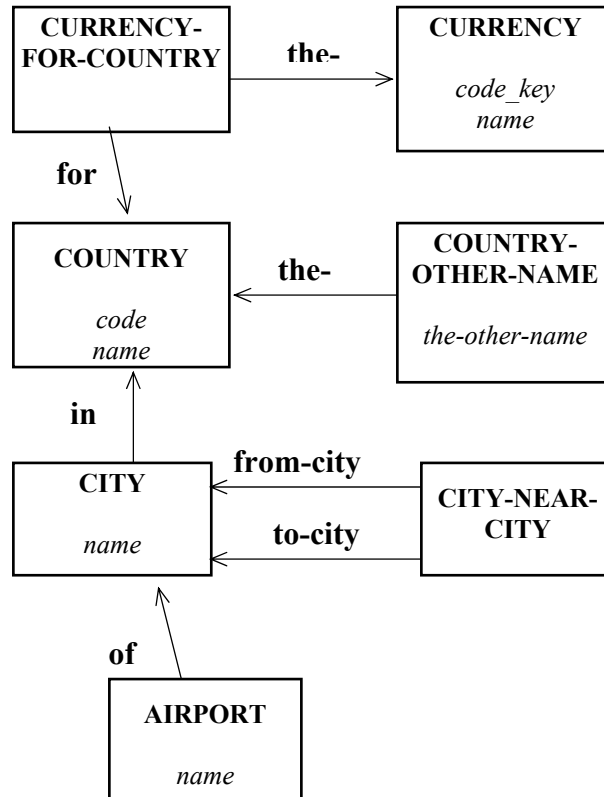 CURRENCY-
FOR-COUNTRY
the-
CURRENCY
code_key
name
for
COUNTRY
code
name
the-
COUNTRY-
OTHER-NAME
the-other-name
in
CITY
name
from-city
to-city
CITY-NEAR-
CITY
of
AIRPORT
name